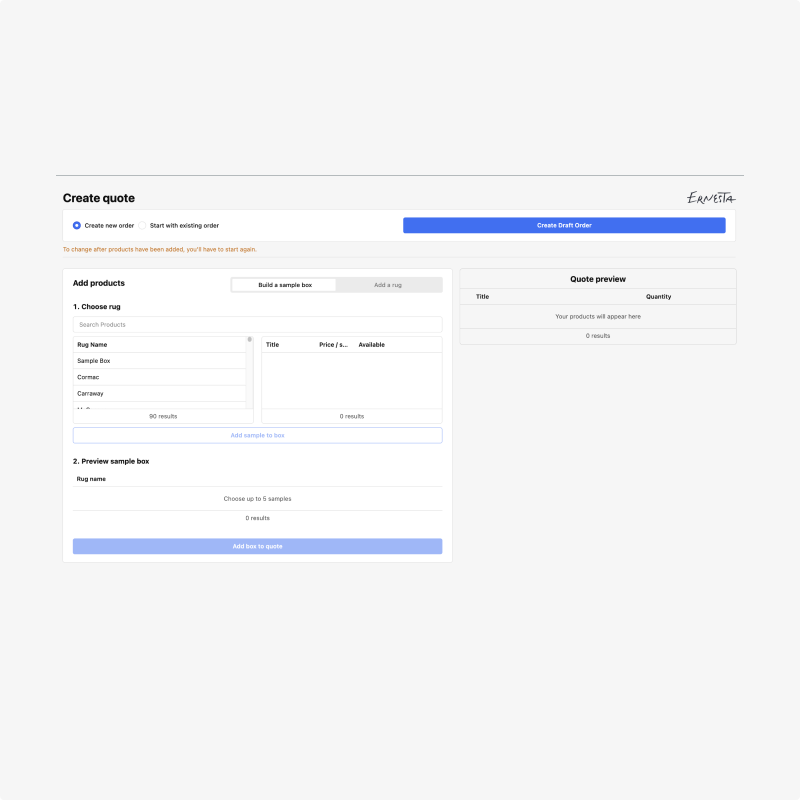 Create quote
ERNESTA
Create new order
Start with existing order
Create Draft Order
To change after products have been added, you'll have to start again.
Add products
Build a sample box
Add a rug
1. Choose rug
Search Products
Rug Name
Sample Box
Cormac
Carraway
90 results
Title
Price / s...
Available
0 results
Add sample to box
2. Preview sample box
Rug name
Choose up to 5 samples
0 results
Add box to quote
Quote preview
Title
Quantity
Your products will appear here
0 results